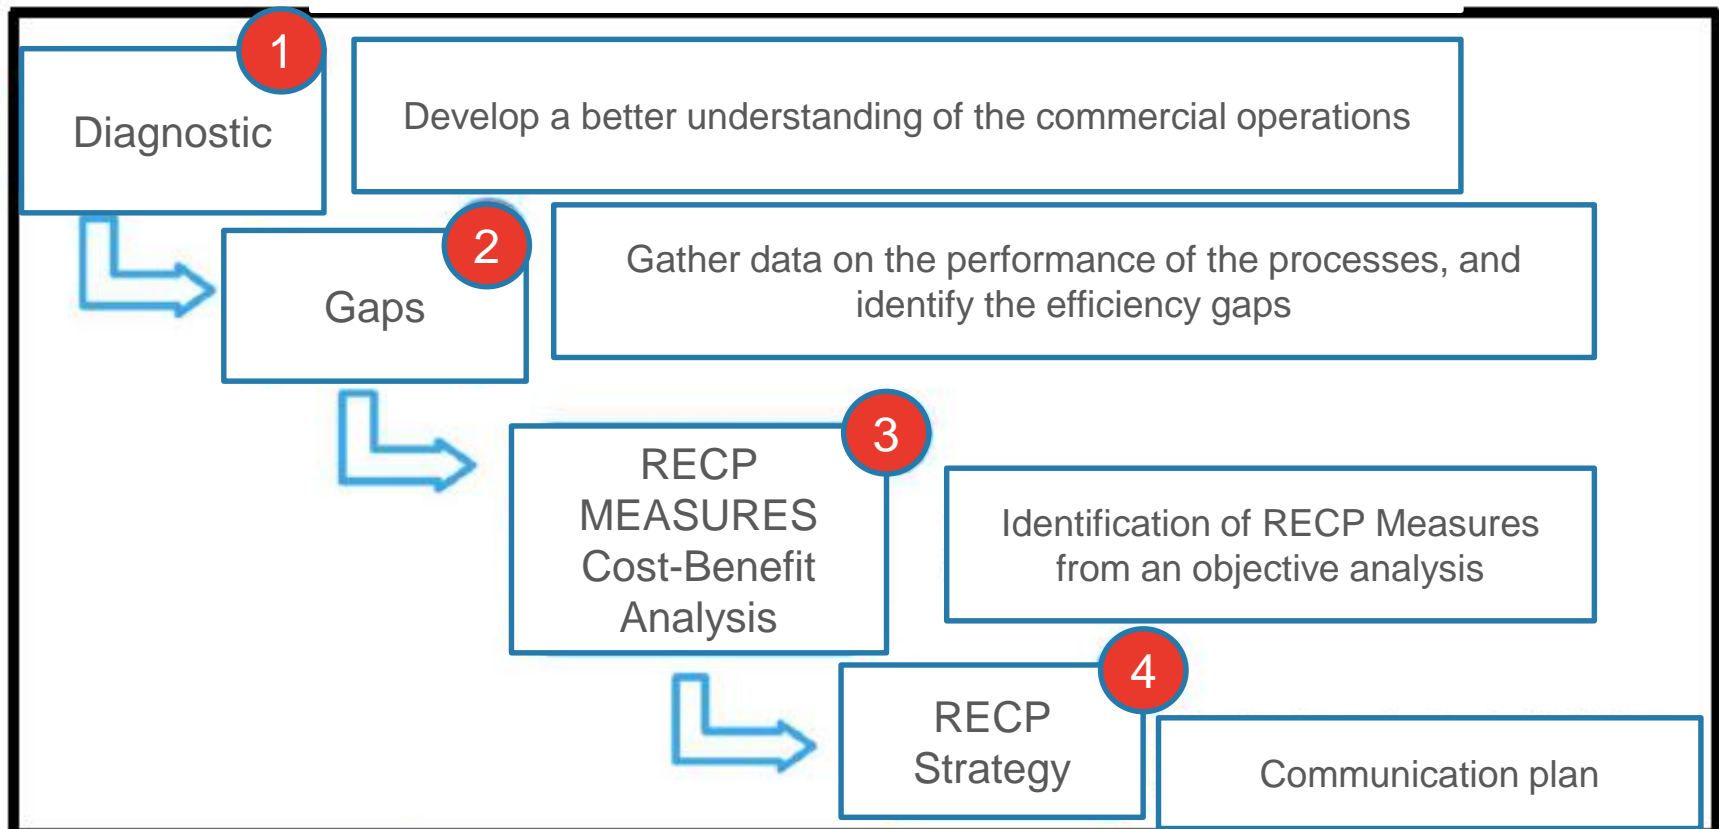 1
Diagnostic
Develop a better understanding of the commercial operations
2
Gaps
Gather data on the performance of the processes, and
identify the efficiency gaps
3
RECP
MEASURES
Cost-Benefit
Analysis
Identification of RECP Measures
from an objective analysis
4
RECP
Strategy
Communication plan